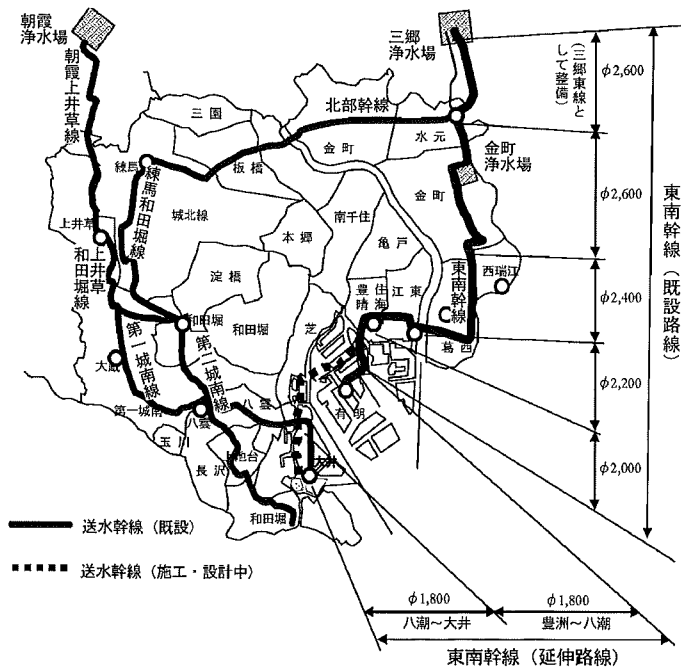 朝霞
浄水場
朝霞上井草線
三郷
浄水場
(三郷東線と
して整備)
φ2,600
北部幹線
三園
金町
水元
金町
浄水場
練馬
板橋
練馬和田堀線
城北線
金町
φ2,600
東南幹線(既設路線)
上井草
上井草
和田堀線
本郷
南千住
亀戸
東南幹線
西瑞江
淀橋
豊住
晴海
江東
φ2,400
和田堀
和田堀
芝
葛西
第一城南線
第二城南線
大蔵
φ2,200
有明
第一城南
八雲
八雲
玉川
長沢
上池台
大井
φ2,000
和田堀
送水幹線(既設)
送水幹線(施工・設計中)
φ1,800
八潮~大井
φ1,800
豊洲~八潮
東南幹線(延伸路線)